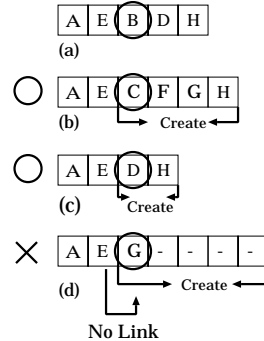 A E B D H
(a)
A E C F G H
(b) Create
A E D H
(c) Create
A E G - - - -
(d) Create
No Link